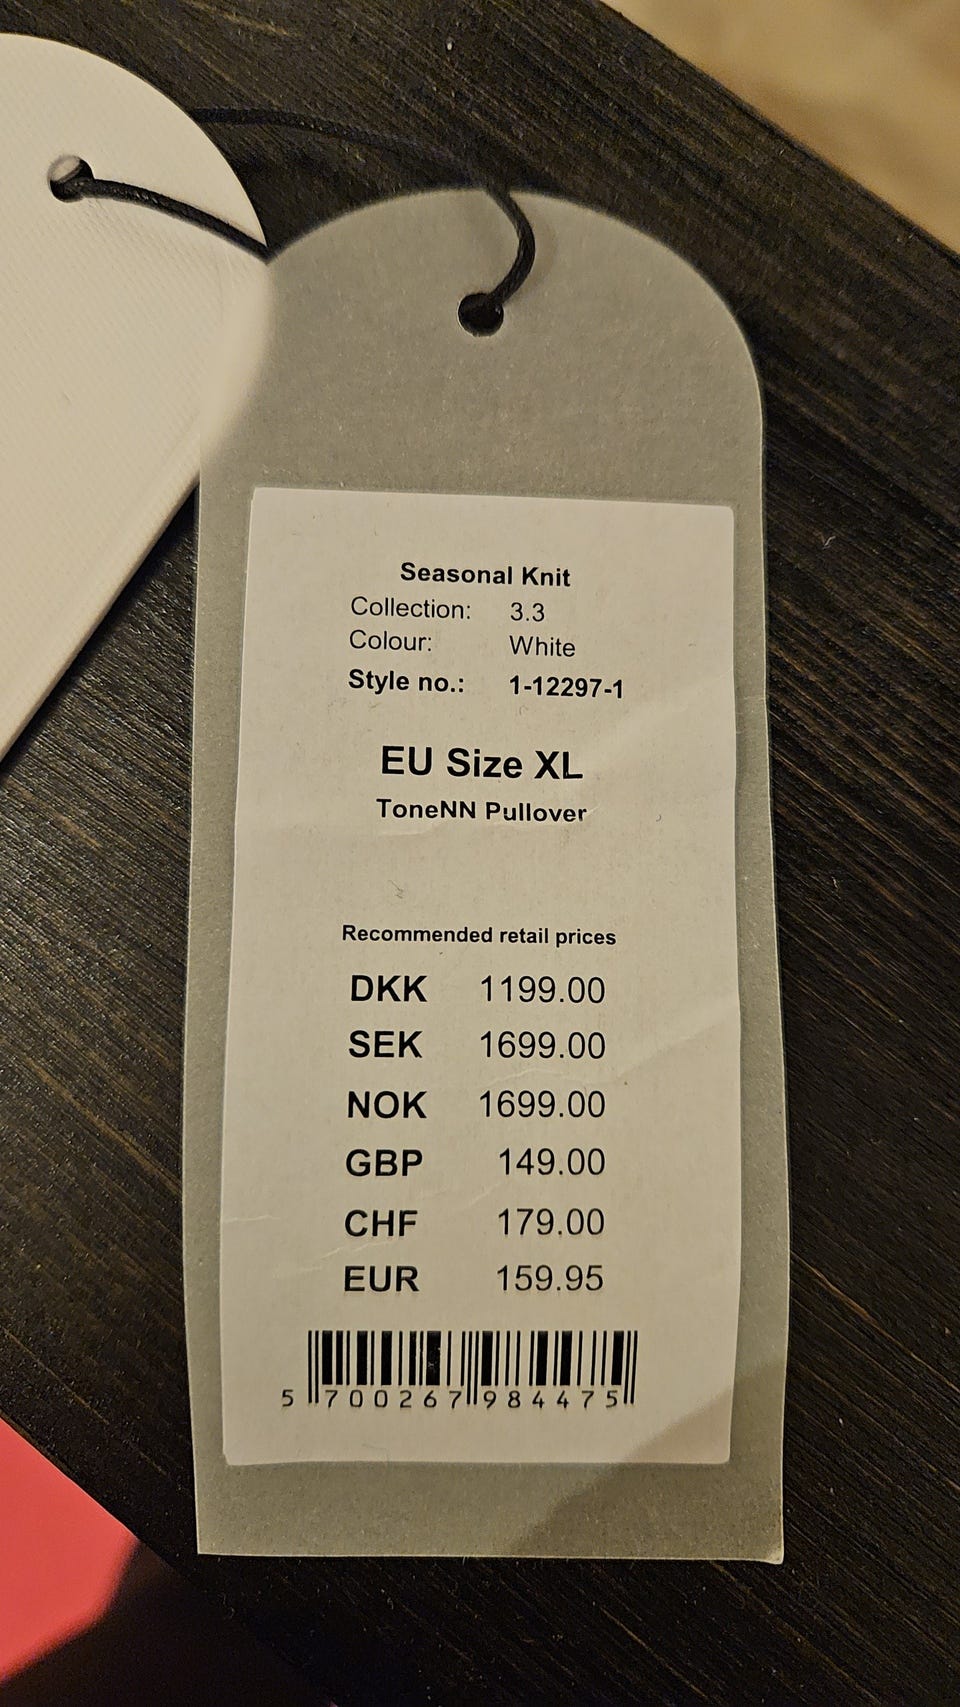 Seasonal Knit
Collection: 3.3
Colour: White
Style no.: 1-12297-1
EU Size XL
ToneNN Pullover
Recommended retail prices
DKK 1199.00
SEK 1699.00
NOK 1699.00
GBP 149.00
CHF 179.00
EUR 159.95
5 700267 984475